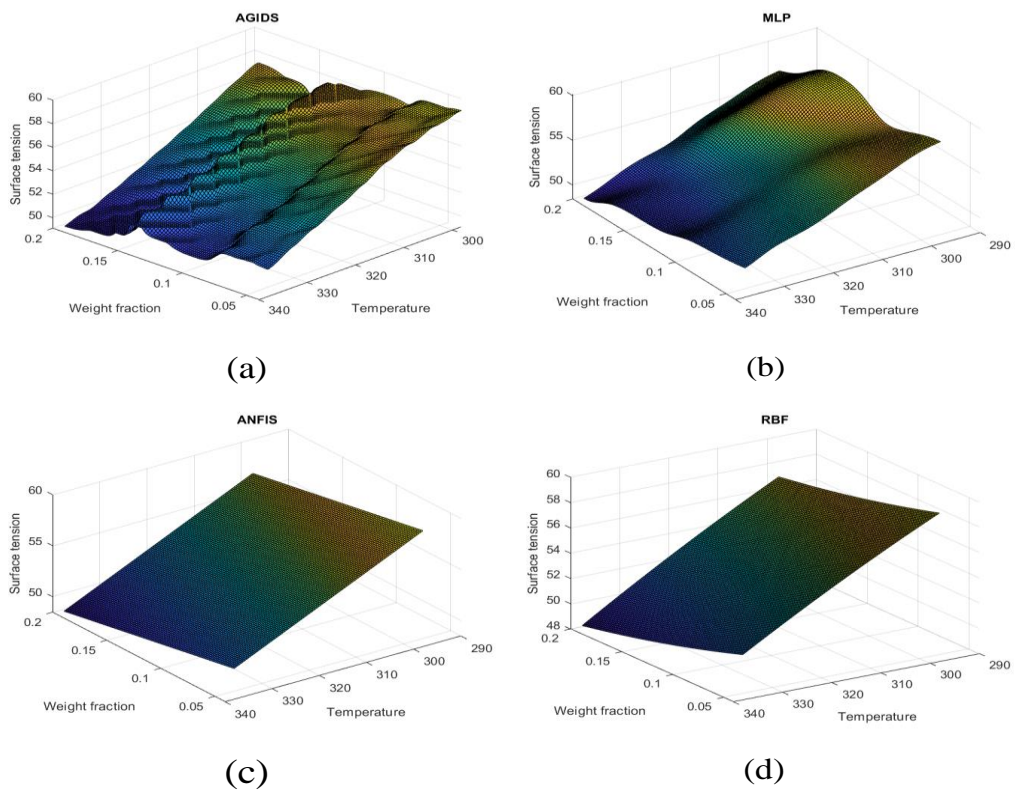 AGIDS
60
58
56
54
52
50
Surface tension
0.2
0.15
0.1
0.05
Weight fraction
340
330
320
310
300
Temperature
(a)
MLP
60
55
50
Surface tension
0.2
0.15
0.1
0.05
Weight fraction
340
330
320
310
300
290
Temperature
(b)
ANFIS
60
55
50
Surface tension
0.2
0.15
0.1
0.05
Weight fraction
340
330
320
310
300
290
Temperature
(c)
RBF
60
58
56
54
52
50
48
Surface tension
0.2
0.15
0.1
0.05
Weight fraction
340
330
320
310
300
290
Temperature
(d)